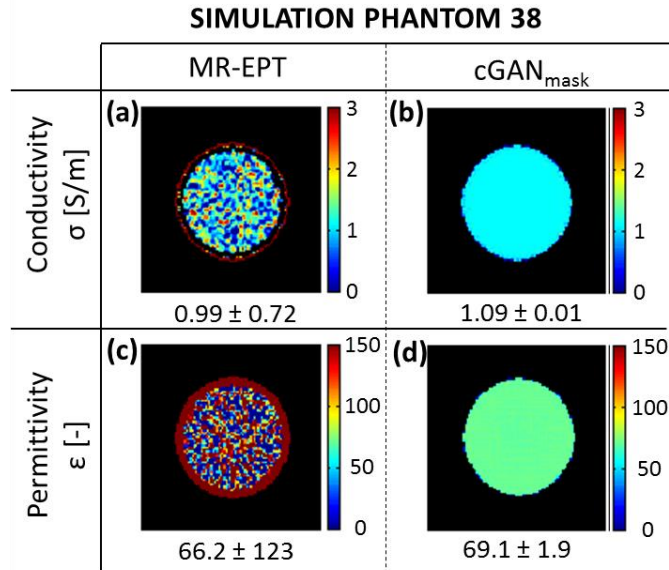 SIMULATION PHANTOM 38
MR-EPT
cGANmask
Conductivity
σ [S/m]
(a)
3
2
1
0
0.99 ± 0.72
(b)
3
2
1
0
1.09 ± 0.01
Permittivity
ε [-]
(c)
150
100
50
0
66.2 ± 123
(d)
150
100
50
0
69.1 ± 1.9